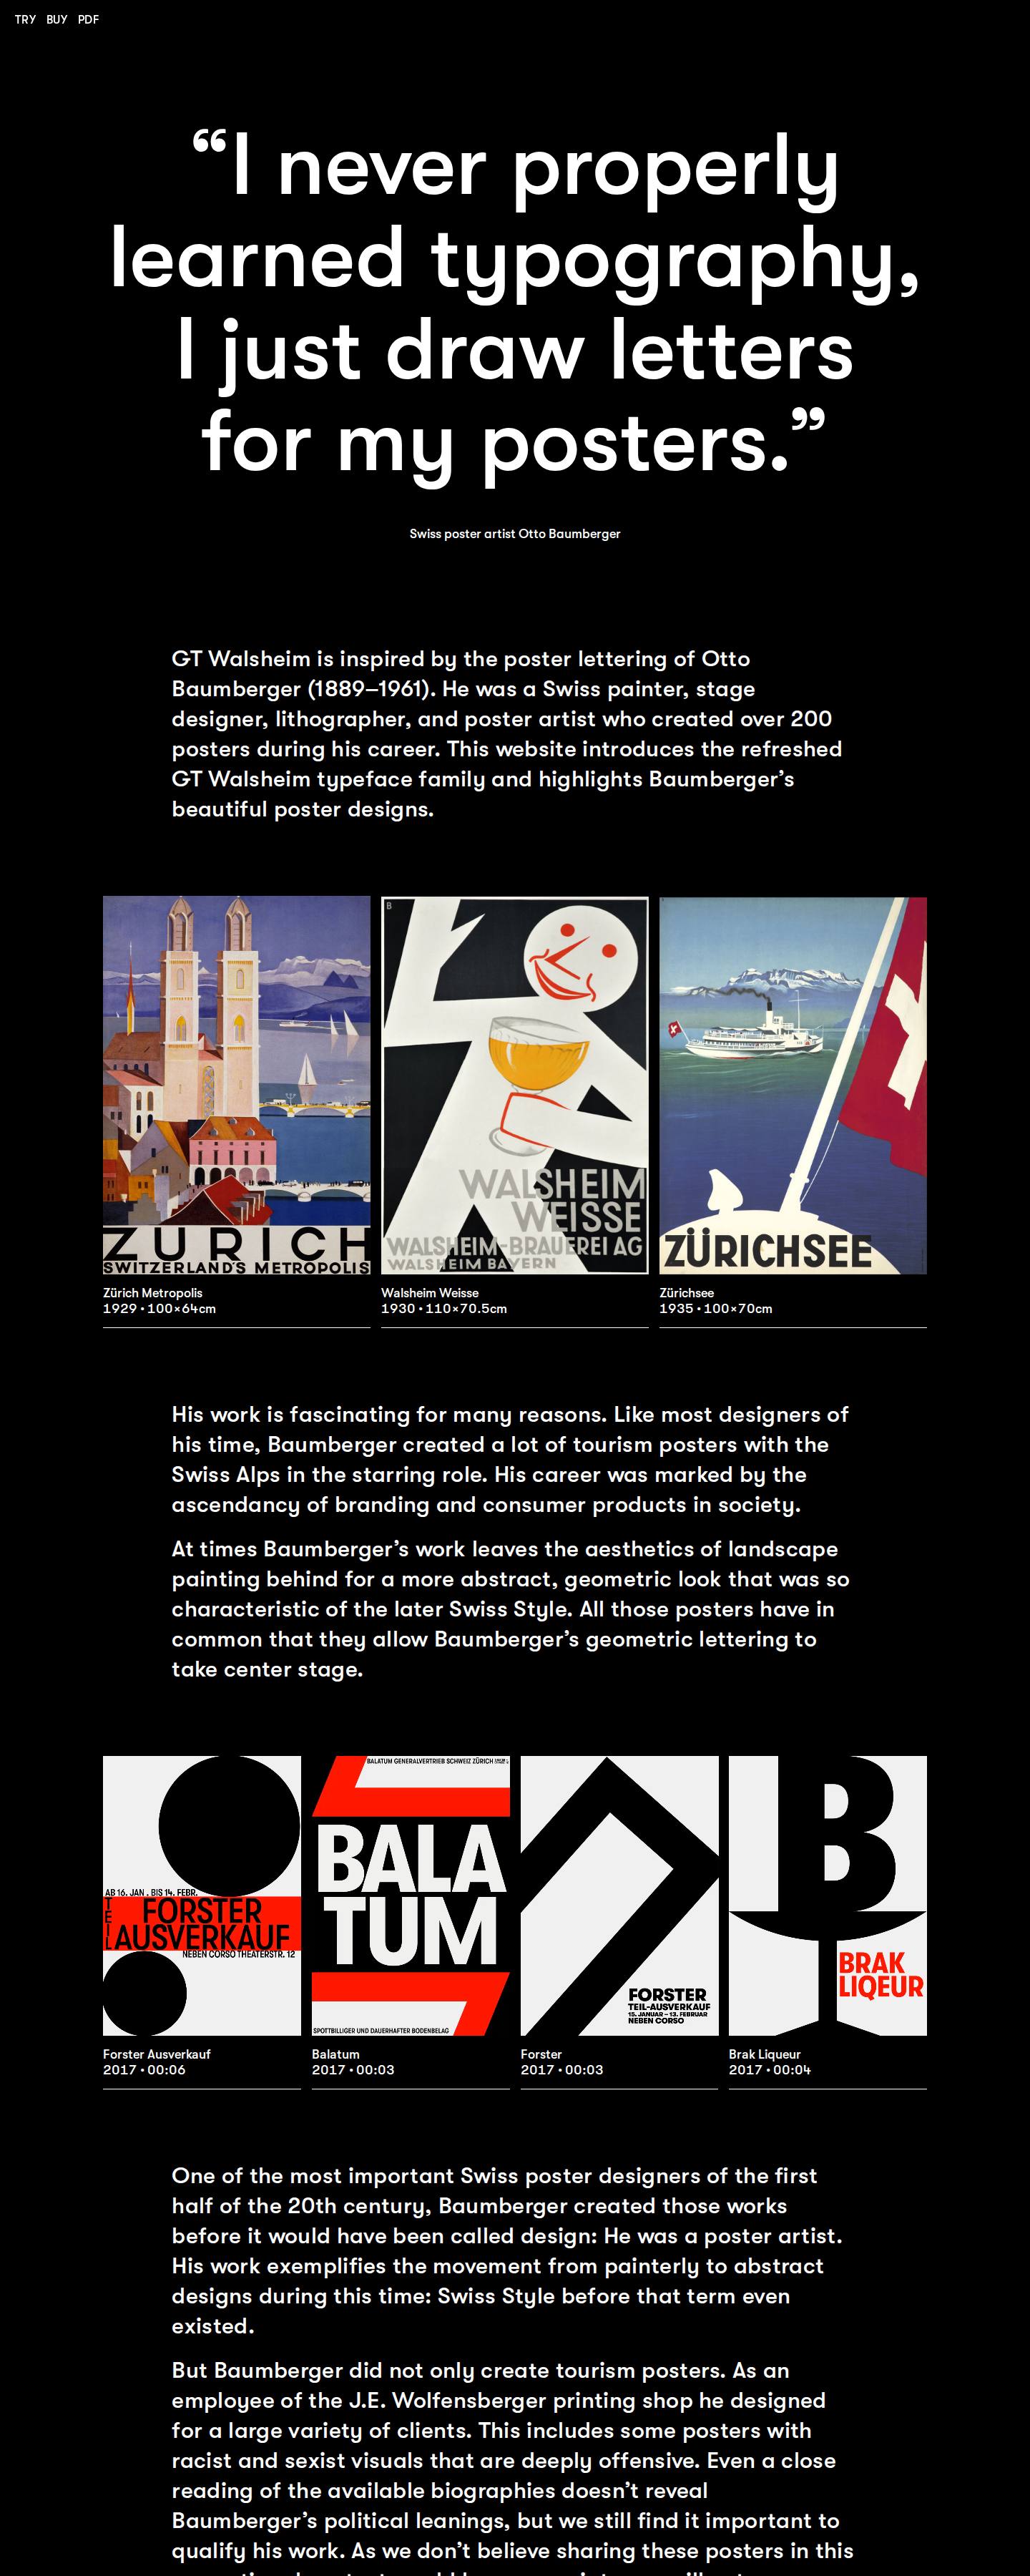 TRY BUY PDF
“I never properly
learned typography,
I just draw letters
for my posters.”
Swiss poster artist Otto Baumberger
GT Walsheim is inspired by the poster lettering of Otto
Baumberger (1889–1961). He was a Swiss painter, stage
designer, lithographer, and poster artist who created over 200
posters during his career. This website introduces the refreshed
GT Walsheim typeface family and highlights Baumberger’s
beautiful poster designs.
ZÜRICH
SWITZERLAND'S METROPOLIS
Zürich Metropolis
1929 • 100×64cm
B
WALSHEIM
WEISSE
WALSHEIM-BRAUEREI AG
WALSHEIM BAYERN
Walsheim Weisse
1930 • 110×70.5cm
ZÜRICHSEE
Zürichsee
1935 • 100×70cm
His work is fascinating for many reasons. Like most designers of
his time, Baumberger created a lot of tourism posters with the
Swiss Alps in the starring role. His career was marked by the
ascendancy of branding and consumer products in society.
At times Baumberger’s work leaves the aesthetics of landscape
painting behind for a more abstract, geometric look that was so
characteristic of the later Swiss Style. All those posters have in
common that they allow Baumberger’s geometric lettering to
take center stage.
AB 16. JAN . BIS 14. FEBR.
TEIL
FORSTER
AUSVERKAUF
NEBEN CORSO THEATERSTR. 12
Forster Ausverkauf
2017 • 00:06
BALATUM GENERALVERTRIEB SCHWEIZ ZÜRICH
BALA
TUM
SPOTTBILLIGER UND DAUERHAFTER BODENBELAG
Balatum
2017 • 00:03
FORSTER
TEIL-AUSVERKAUF
15. JANUAR – 13. FEBRUAR
NEBEN CORSO
Forster
2017 • 00:03
B
BRAK
LIQEUR
Brak Liqueur
2017 • 00:04
One of the most important Swiss poster designers of the first
half of the 20th century, Baumberger created those works
before it would have been called design: He was a poster artist.
His work exemplifies the movement from painterly to abstract
designs during this time: Swiss Style before that term even
existed.
But Baumberger did not only create tourism posters. As an
employee of the J.E. Wolfensberger printing shop he designed
for a large variety of clients. This includes some posters with
racist and sexist visuals that are deeply offensive. Even a close
reading of the available biographies doesn’t reveal
Baumberger’s political leanings, but we still find it important to
qualify his work. As we don’t believe sharing these posters in this